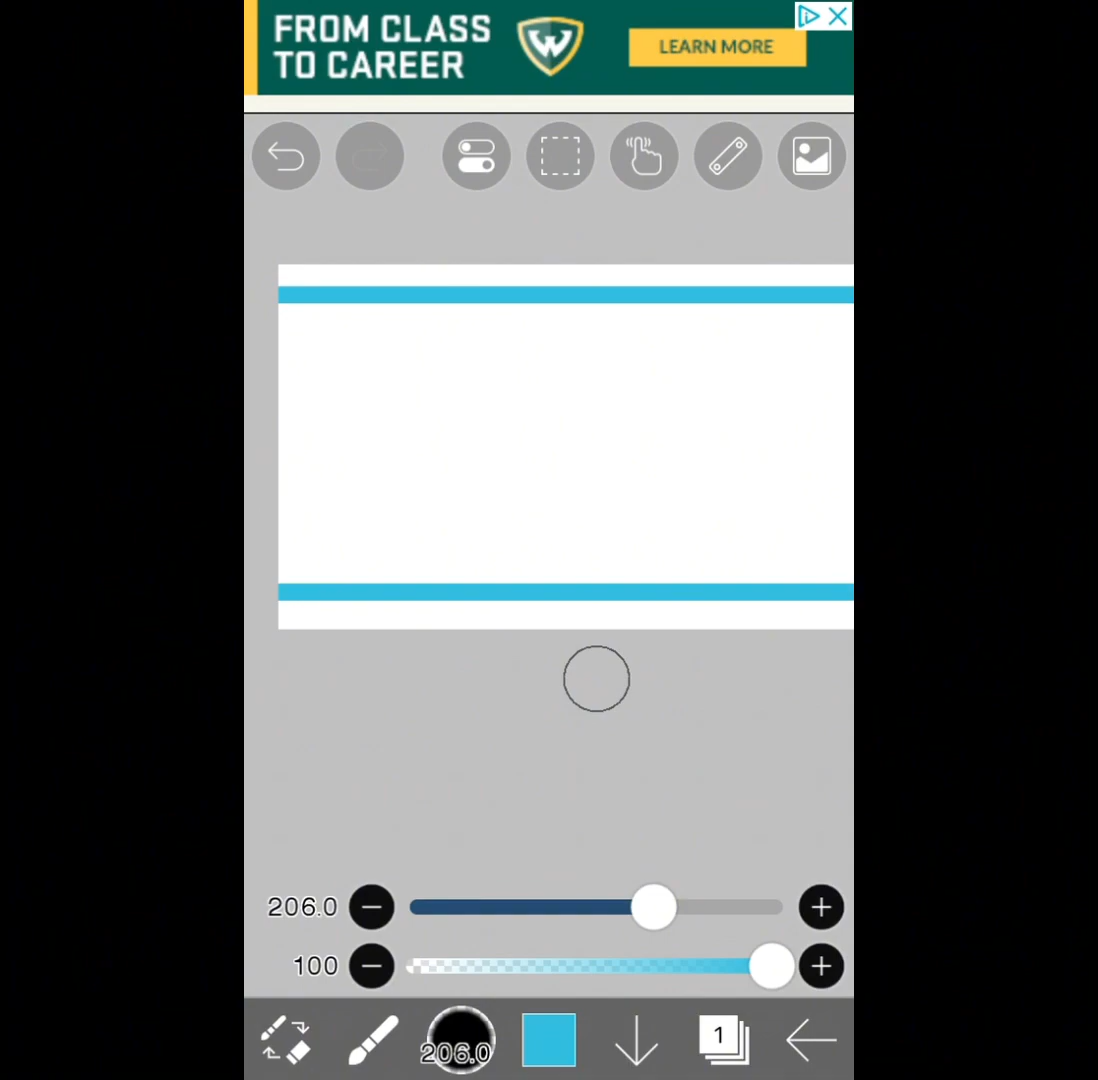 FROM CLASS
TO CAREER
W
LEARN MORE
206.0
100
206.0
1